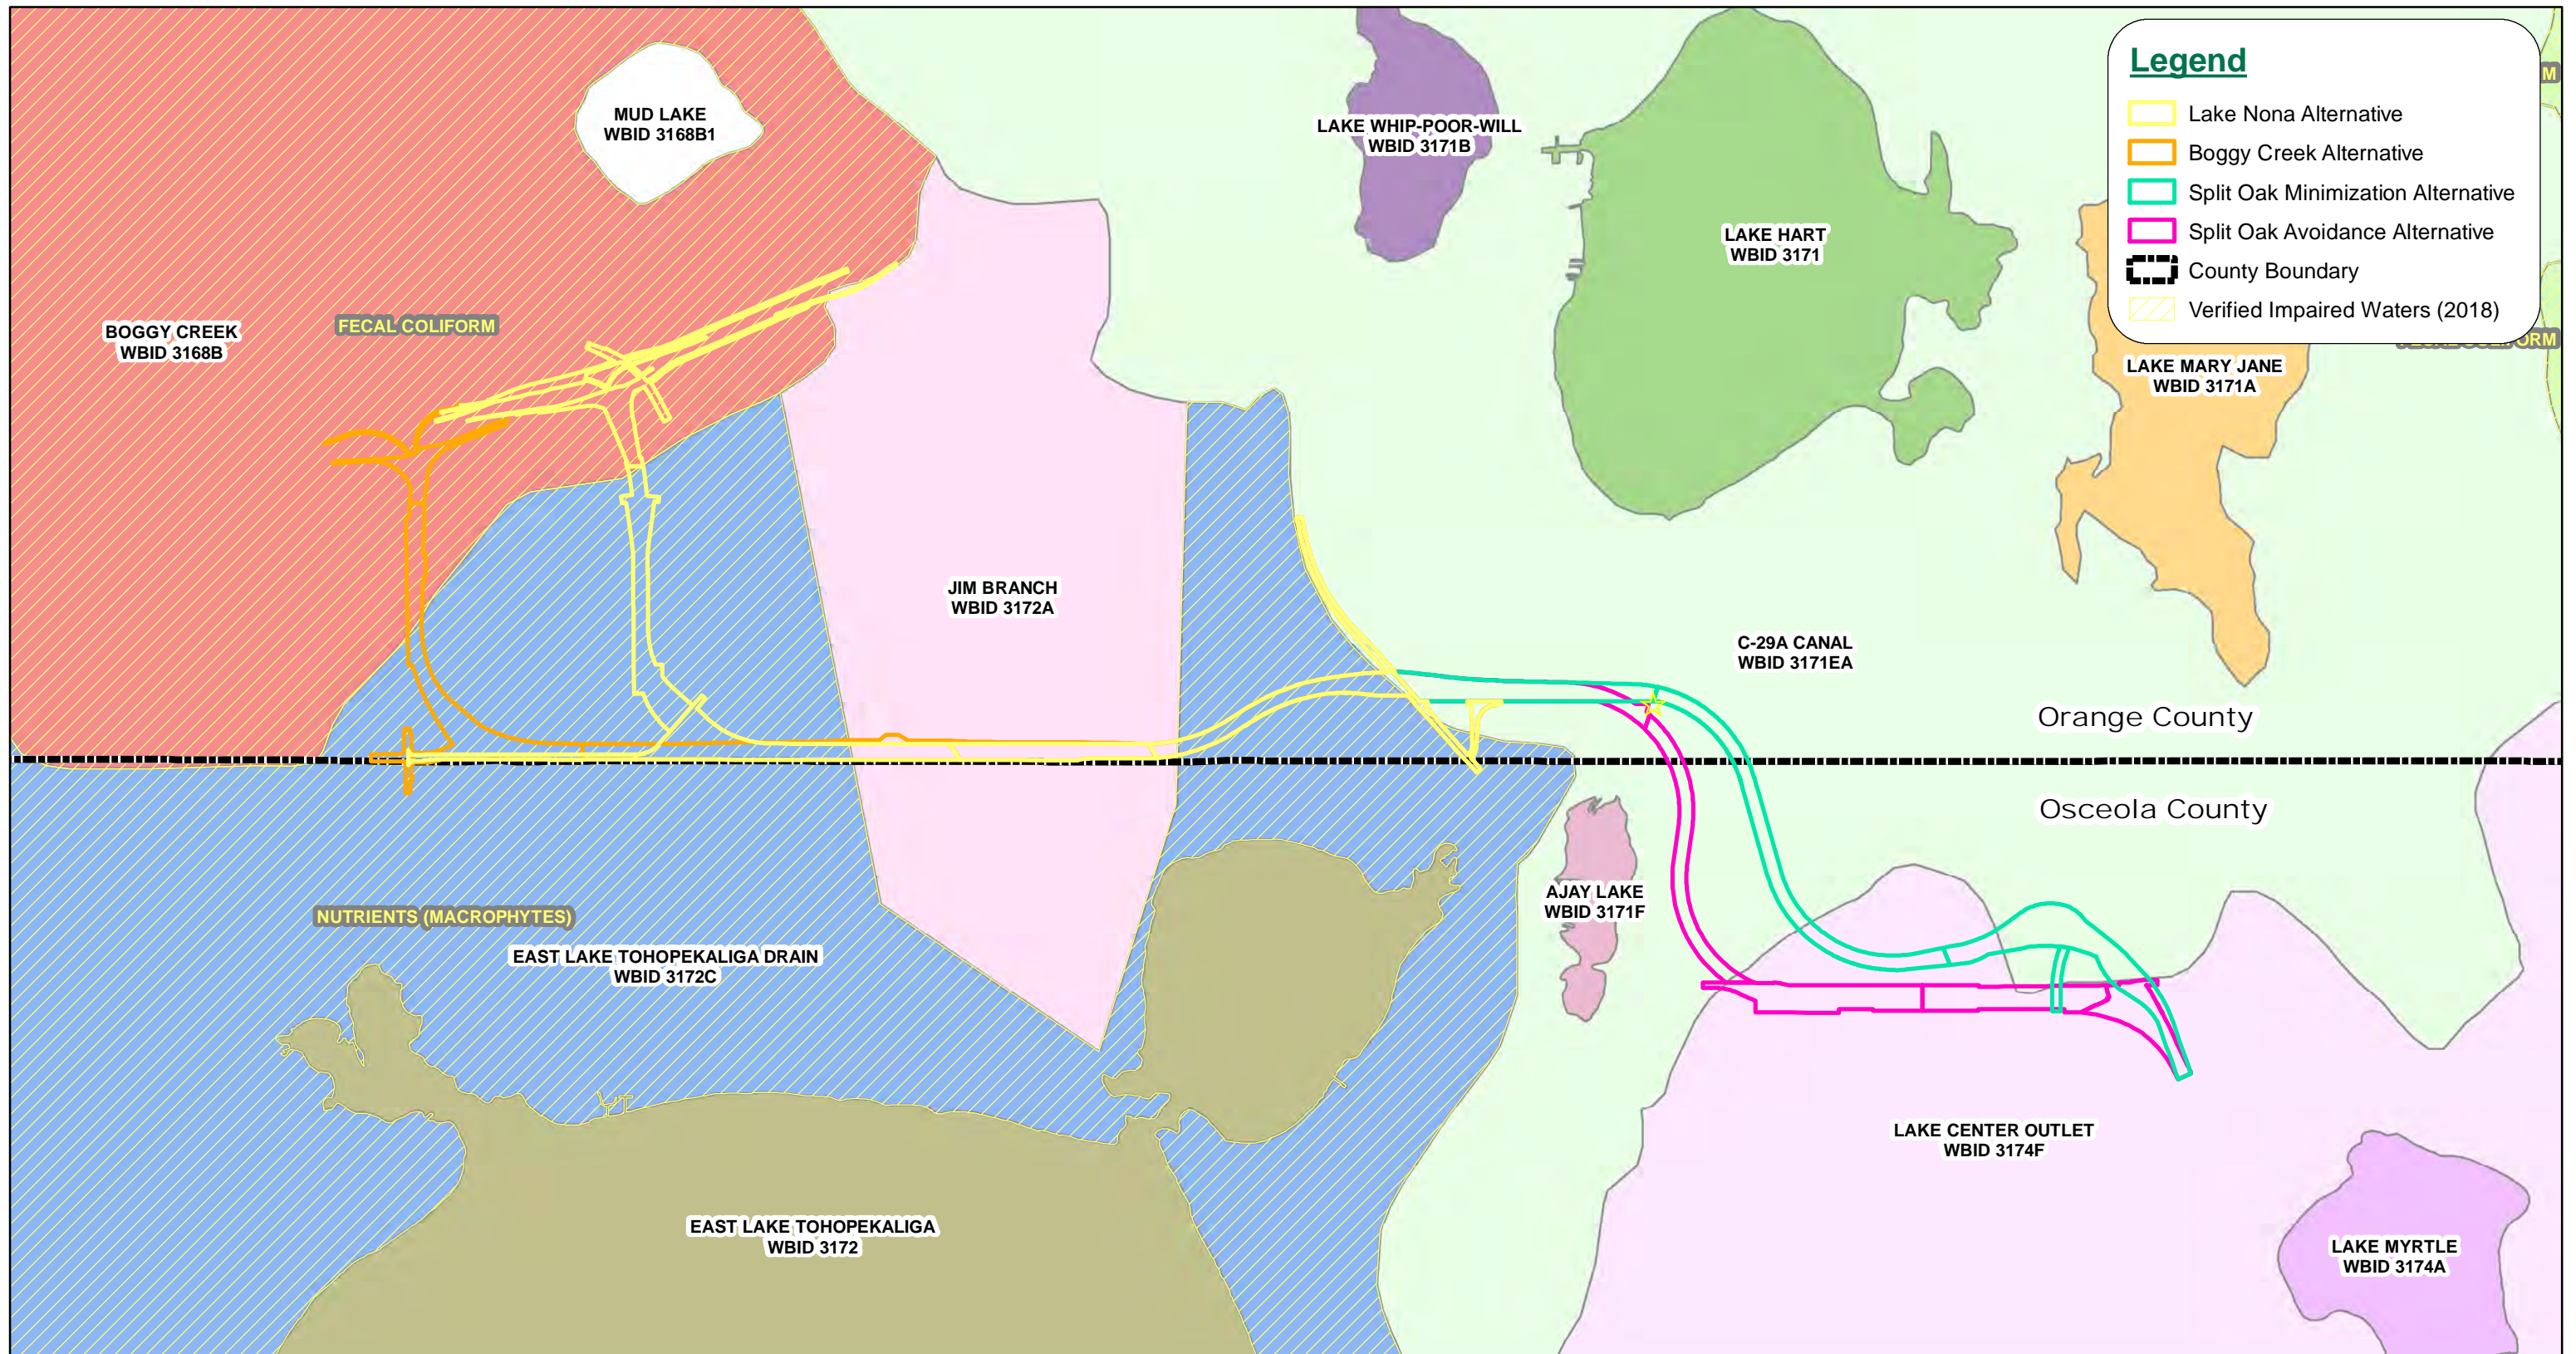 Legend
Lake Nona Alternative
Boggy Creek Alternative
Split Oak Minimization Alternative
Split Oak Avoidance Alternative
County Boundary
Verified Impaired Waters (2018)
M
MUD LAKE
WBID 3168B1
LAKE WHIP-POOR-WILL
WBID 3171B
LAKE HART
WBID 3171
BOGGY CREEK
WBID 3168B
FECAL COLIFORM
LAKE MARY JANE
WBID 3171A
JIM BRANCH
WBID 3172A
C-29A CANAL
WBID 3171EA
Orange County
Osceola County
AJAY LAKE
WBID 3171F
NUTRIENTS (MACROPHYTES)
EAST LAKE TOHOPEKALIGA DRAIN
WBID 3172C
LAKE CENTER OUTLET
WBID 3174F
EAST LAKE TOHOPEKALIGA
WBID 3172
LAKE MYRTLE
WBID 3174A